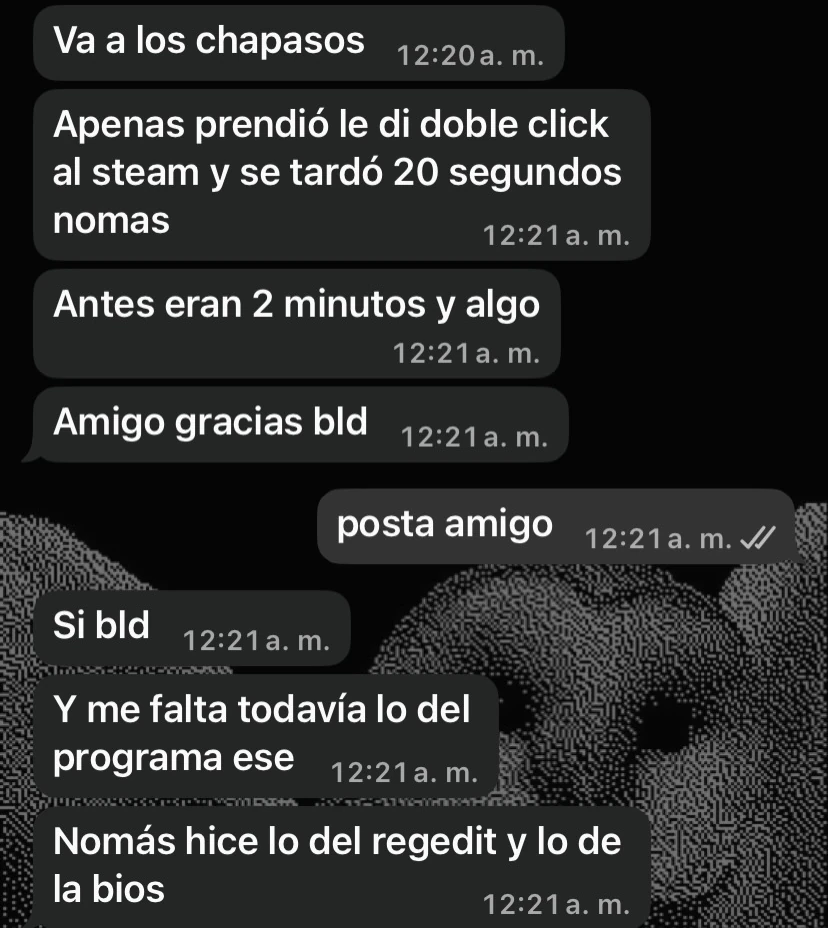 Va a los chapasos 12:20 a. m.
Apenas prendió le di doble click
al steam y se tardó 20 segundos
nomas 12:21 a. m.
Antes eran 2 minutos y algo
12:21 a. m.
Amigo gracias bld 12:21 a. m.
posta amigo 12:21 a. m.
Si bld 12:21 a. m.
Y me falta todavía lo del
programa ese 12:21 a. m.
Nomás hice lo del regedit y lo de
la bios 12:21 a. m.